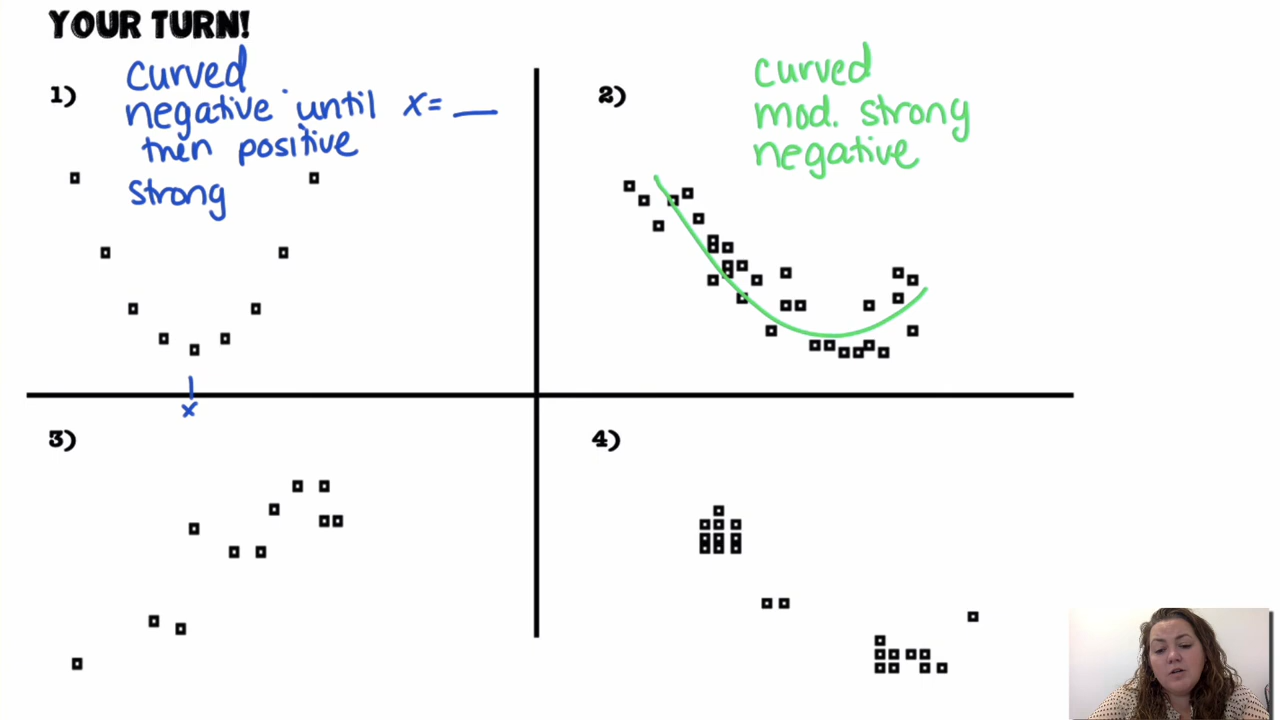 YOUR TURN!
1)
curved
negative until x= __
then positive
strong
x
2)
curved
mod. strong
negative
3)
4)